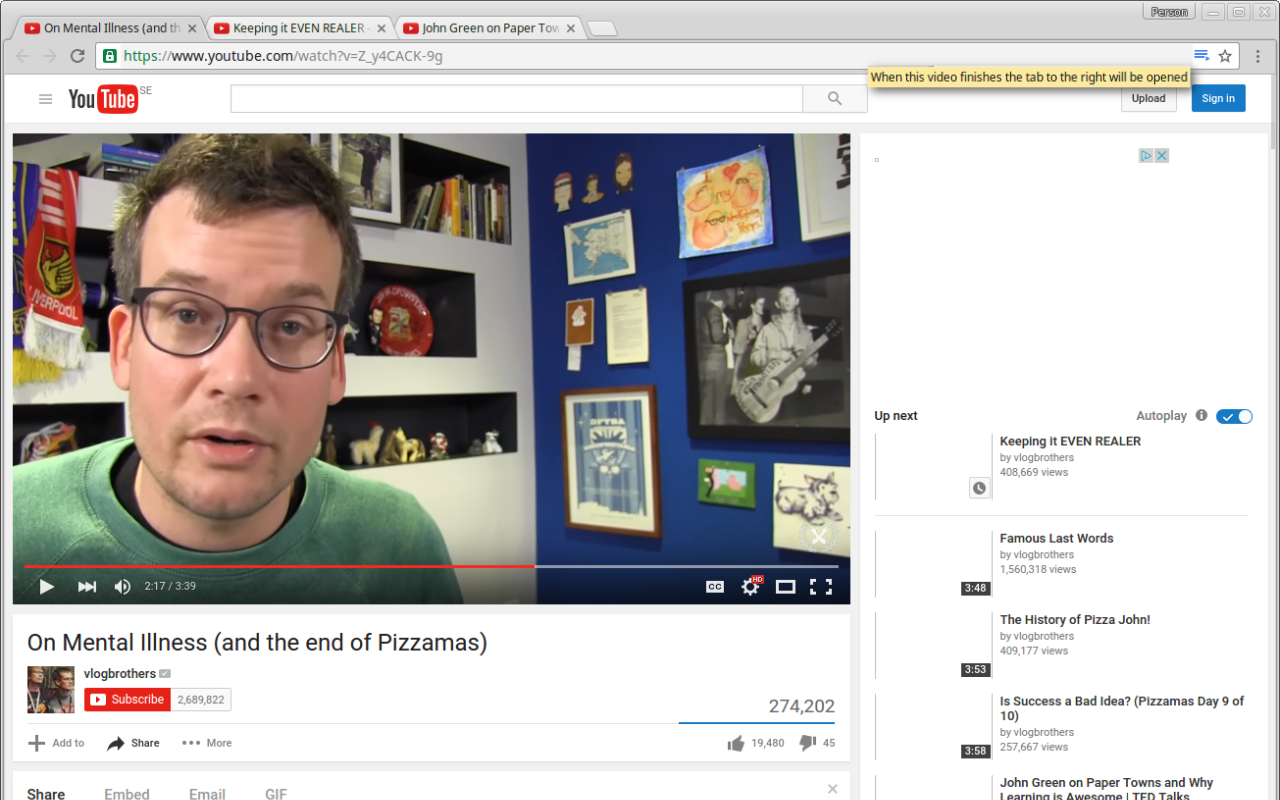 Person
On Mental Illness (and th
Keeping it EVEN REALER -
John Green on Paper Town
https://www.youtube.com/watch?v=Z_y4CACK-9g
When this video finishes the tab to the right will be opened
YouTube SE
Upload
Sign in
LIVERPOOL
I
my
DFTBA
Up next
Autoplay
Keeping it EVEN REALER
by vlogbrothers
408,669 views
Famous Last Words
by vlogbrothers
1,560,318 views
3:48
The History of Pizza John!
by vlogbrothers
409,177 views
3:53
Is Success a Bad Idea? (Pizzamas Day 9 of
10)
by vlogbrothers
257,667 views
3:58
John Green on Paper Towns and Why
Learning is Awesome | TED Talks
2:17 / 3:39
CC
HD
On Mental Illness (and the end of Pizzamas)
vlogbrothers
Subscribe 2,689,822
274,202
Add to Share More
19,480 45
Share Embed Email GIF